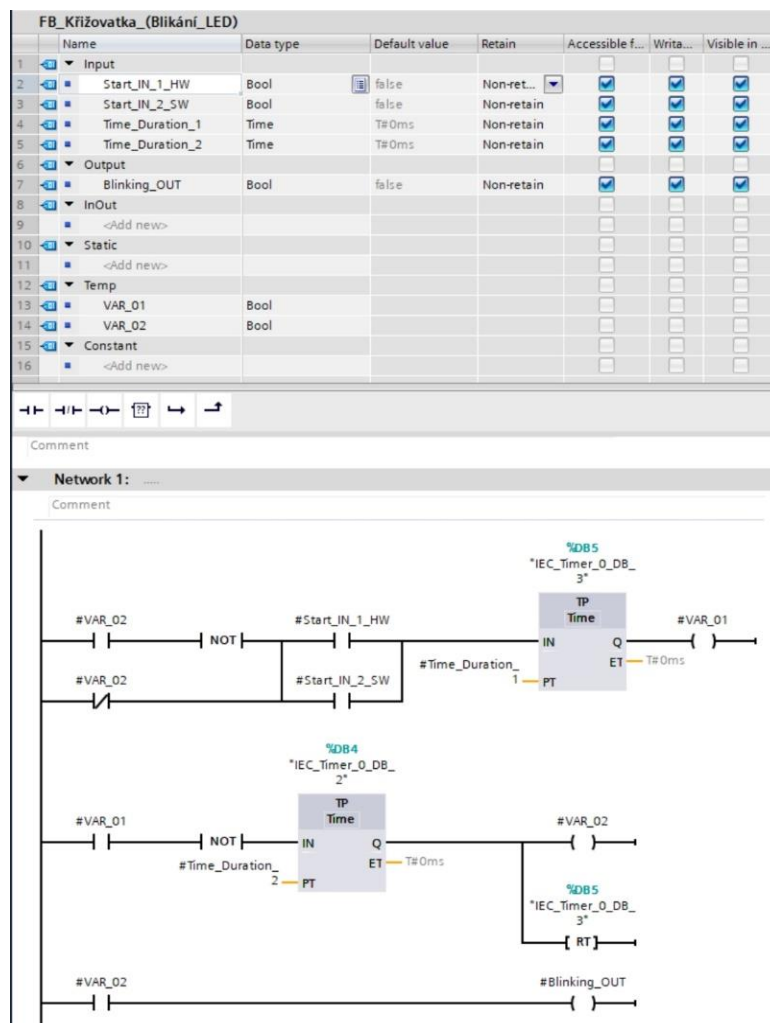 FB_Křižovatka_(Blikání_LED)
Name Data type Default value Retain Accessible f... Writa... Visible in ...
1 Input
2 Start_IN_1_HW Bool false Non-ret...
3 Start_IN_2_SW Bool false Non-retain
4 Time_Duration_1 Time T#0ms Non-retain
5 Time_Duration_2 Time T#0ms Non-retain
6 Output
7 Blinking_OUT Bool false Non-retain
8 InOut
9 <Add new>
10 Static
11 <Add new>
12 Temp
13 VAR_01 Bool
14 VAR_02 Bool
15 Constant
16 <Add new>
??
Comment
Network 1: .....
Comment
%DB5
"IEC_Timer_0_DB_
3"
TP
Time
#VAR_02 NOT #Start_IN_1_HW #VAR_01
IN Q
#Time_Duration_
1 PT
ET T#0ms
#VAR_02 #Start_IN_2_SW
%DB4
"IEC_Timer_0_DB_
2"
TP
Time
#VAR_01 NOT #VAR_02
IN Q
#Time_Duration_
2 PT
ET T#0ms
%DB5
"IEC_Timer_0_DB_
3"
RT
#VAR_02 #Blinking_OUT